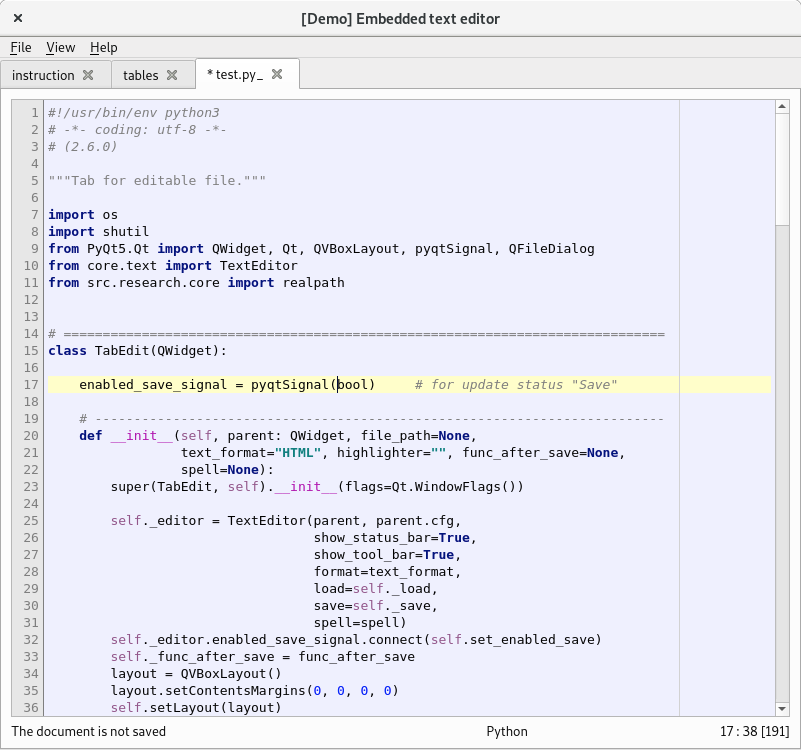 [Demo] Embedded text editor
File View Help
instruction tables * test.py_
1 #!/usr/bin/env python3
2 # -*- coding: utf-8 -*-
3 # (2.6.0)
4
5 """Tab for editable file."""
6
7 import os
8 import shutil
9 from PyQt5.Qt import QWidget, Qt, QVBoxLayout, pyqtSignal, QFileDialog
10 from core.text import TextEditor
11 from src.research.core import realpath
12
13
14 # =============================================================================
15 class TabEdit(QWidget):
16
17     enabled_save_signal = pyqtSignal(bool)     # for update status "Save"
18
19     # -------------------------------------------------------------------------
20     def __init__(self, parent: QWidget, file_path=None,
21                  text_format="HTML", highlighter="", func_after_save=None,
22                  spell=None):
23         super(TabEdit, self).__init__(flags=Qt.WindowFlags())
24
25         self._editor = TextEditor(parent, parent.cfg,
26                                   show_status_bar=True,
27                                   show_tool_bar=True,
28                                   format=text_format,
29                                   load=self._load,
30                                   save=self._save,
31                                   spell=spell)
32         self._editor.enabled_save_signal.connect(self.set_enabled_save)
33         self._func_after_save = func_after_save
34         layout = QVBoxLayout()
35         layout.setContentsMargins(0, 0, 0, 0)
36         self.setLayout(layout)
The document is not saved Python 17 : 38 [191]